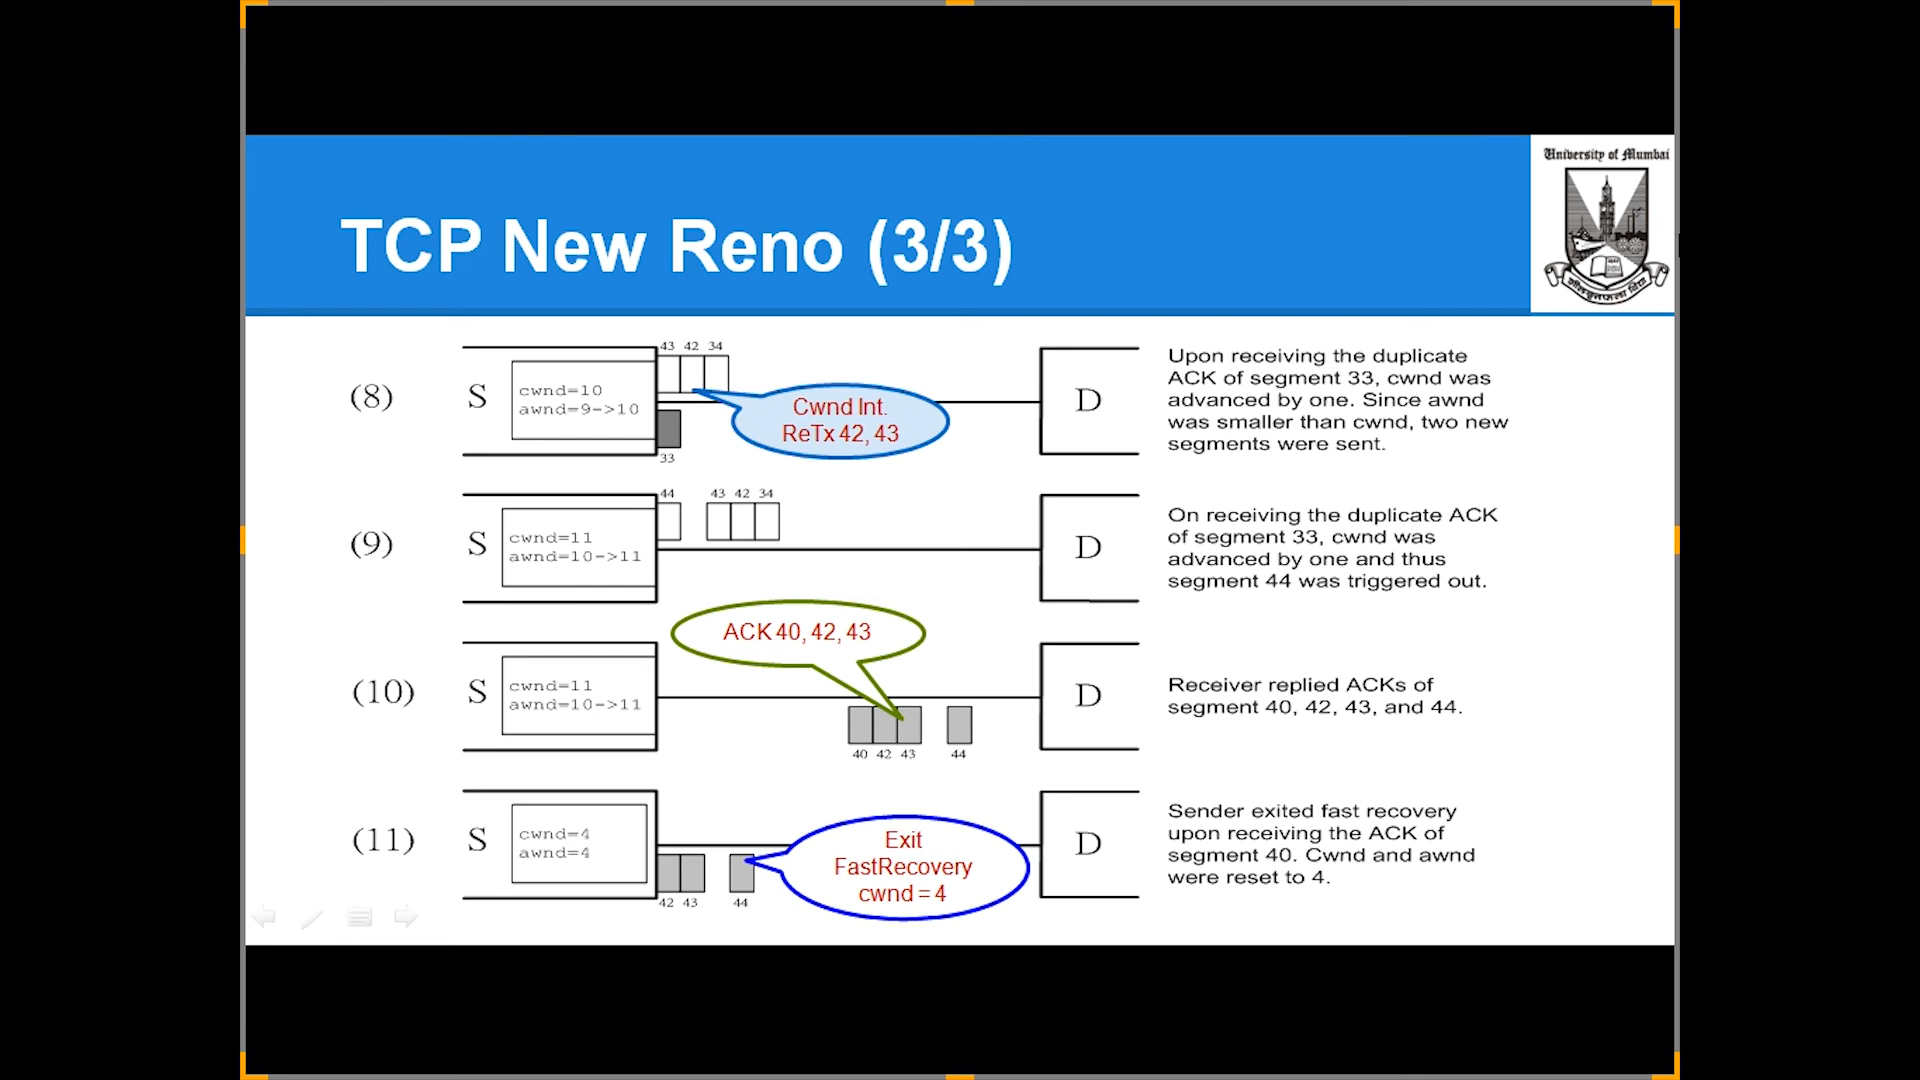 University of Mumbai
TCP New Reno (3/3)
43 42 34
(8)
S
cwnd=10
awnd=9->10
33
Cwnd Int.
ReTx 42, 43
D
Upon receiving the duplicate
ACK of segment 33, cwnd was
advanced by one. Since awnd
was smaller than cwnd, two new
segments were sent.
44 43 42 34
(9)
S
cwnd=11
awnd=10->11
D
On receiving the duplicate ACK
of segment 33, cwnd was
advanced by one and thus
segment 44 was triggered out.
ACK 40, 42, 43
(10)
S
cwnd=11
awnd=10->11
40 42 43 44
D
Receiver replied ACKs of
segment 40, 42, 43, and 44.
(11)
S
cwnd=4
awnd=4
42 43 44
Exit
FastRecovery
cwnd = 4
D
Sender exited fast recovery
upon receiving the ACK of
segment 40. Cwnd and awnd
were reset to 4.